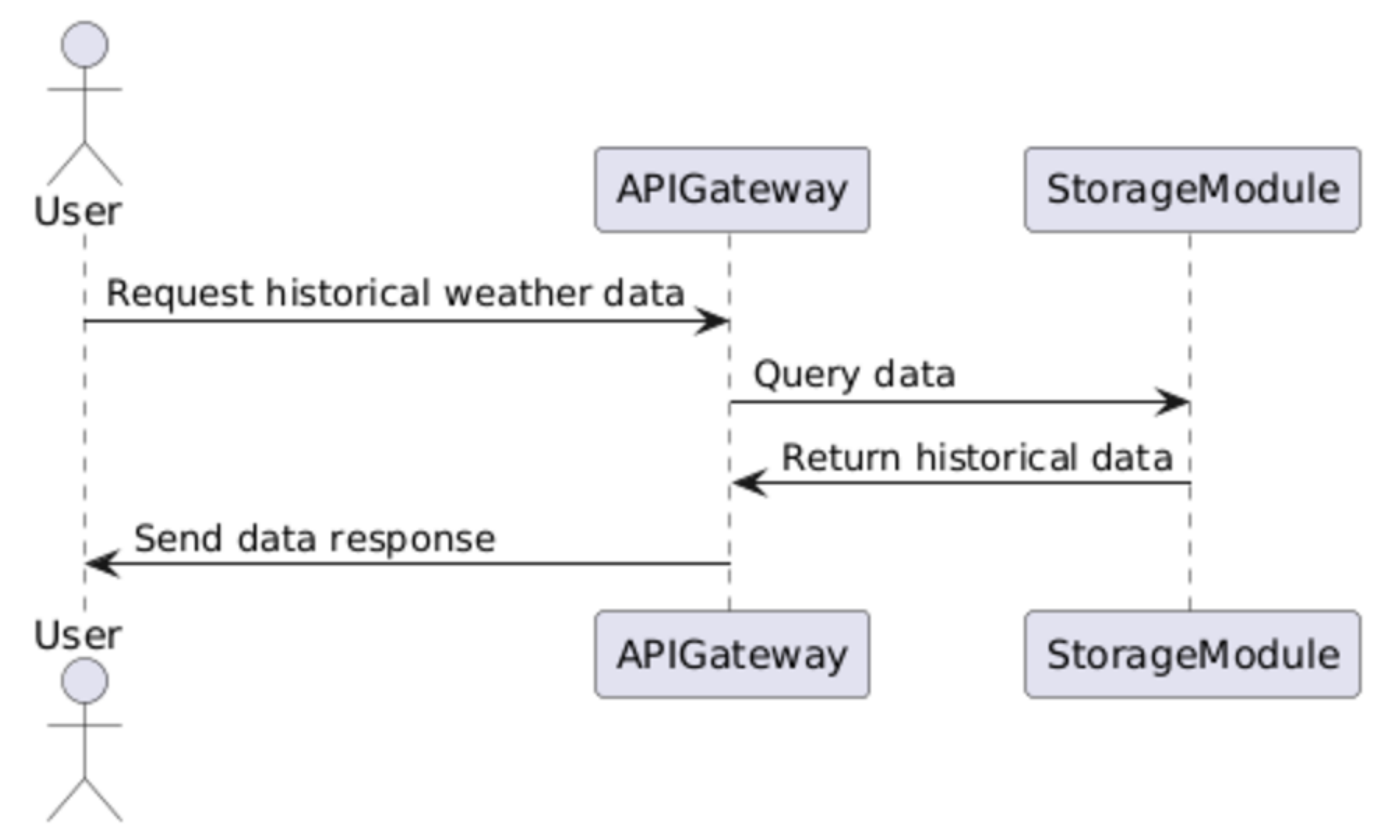 User
APIGateway
StorageModule
Request historical weather data
Query data
Return historical data
Send data response
User
APIGateway
StorageModule